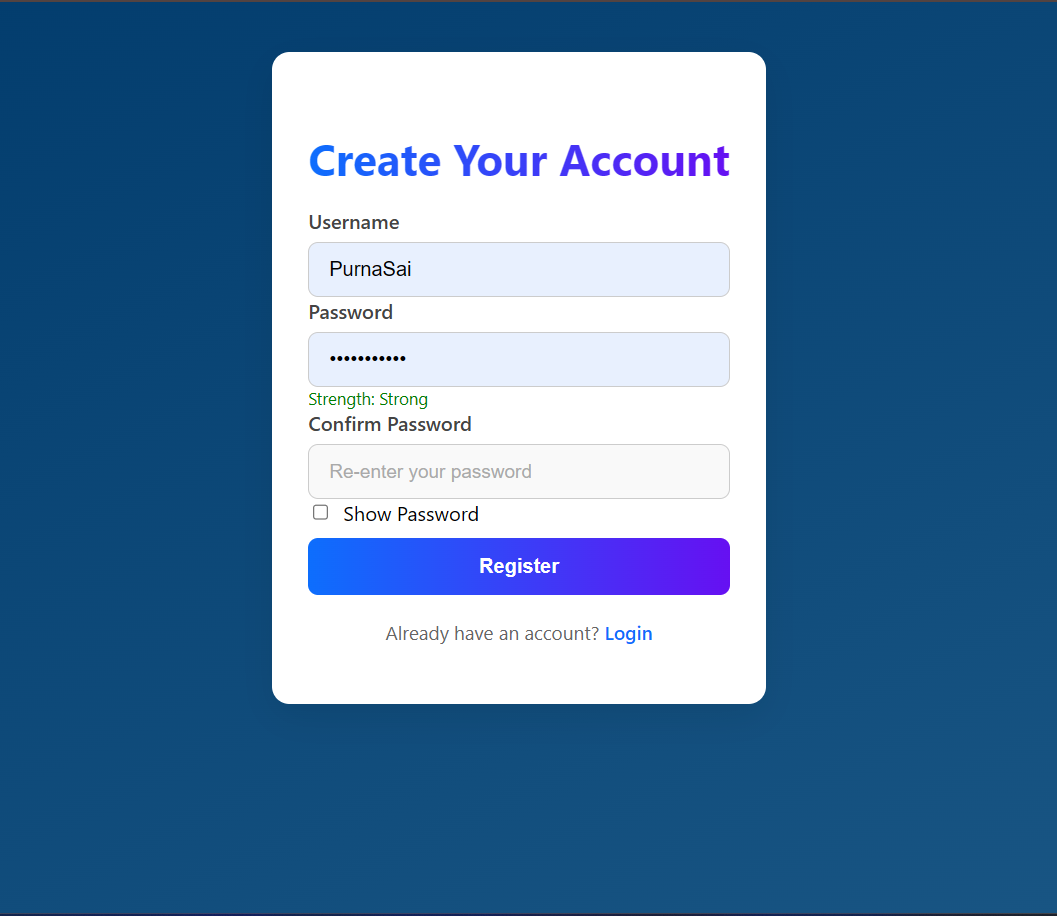 Create Your Account
Username
PurnaSai
Password
•••••••••••
Strength: Strong
Confirm Password
Re-enter your password
Show Password
Register
Already have an account? Login